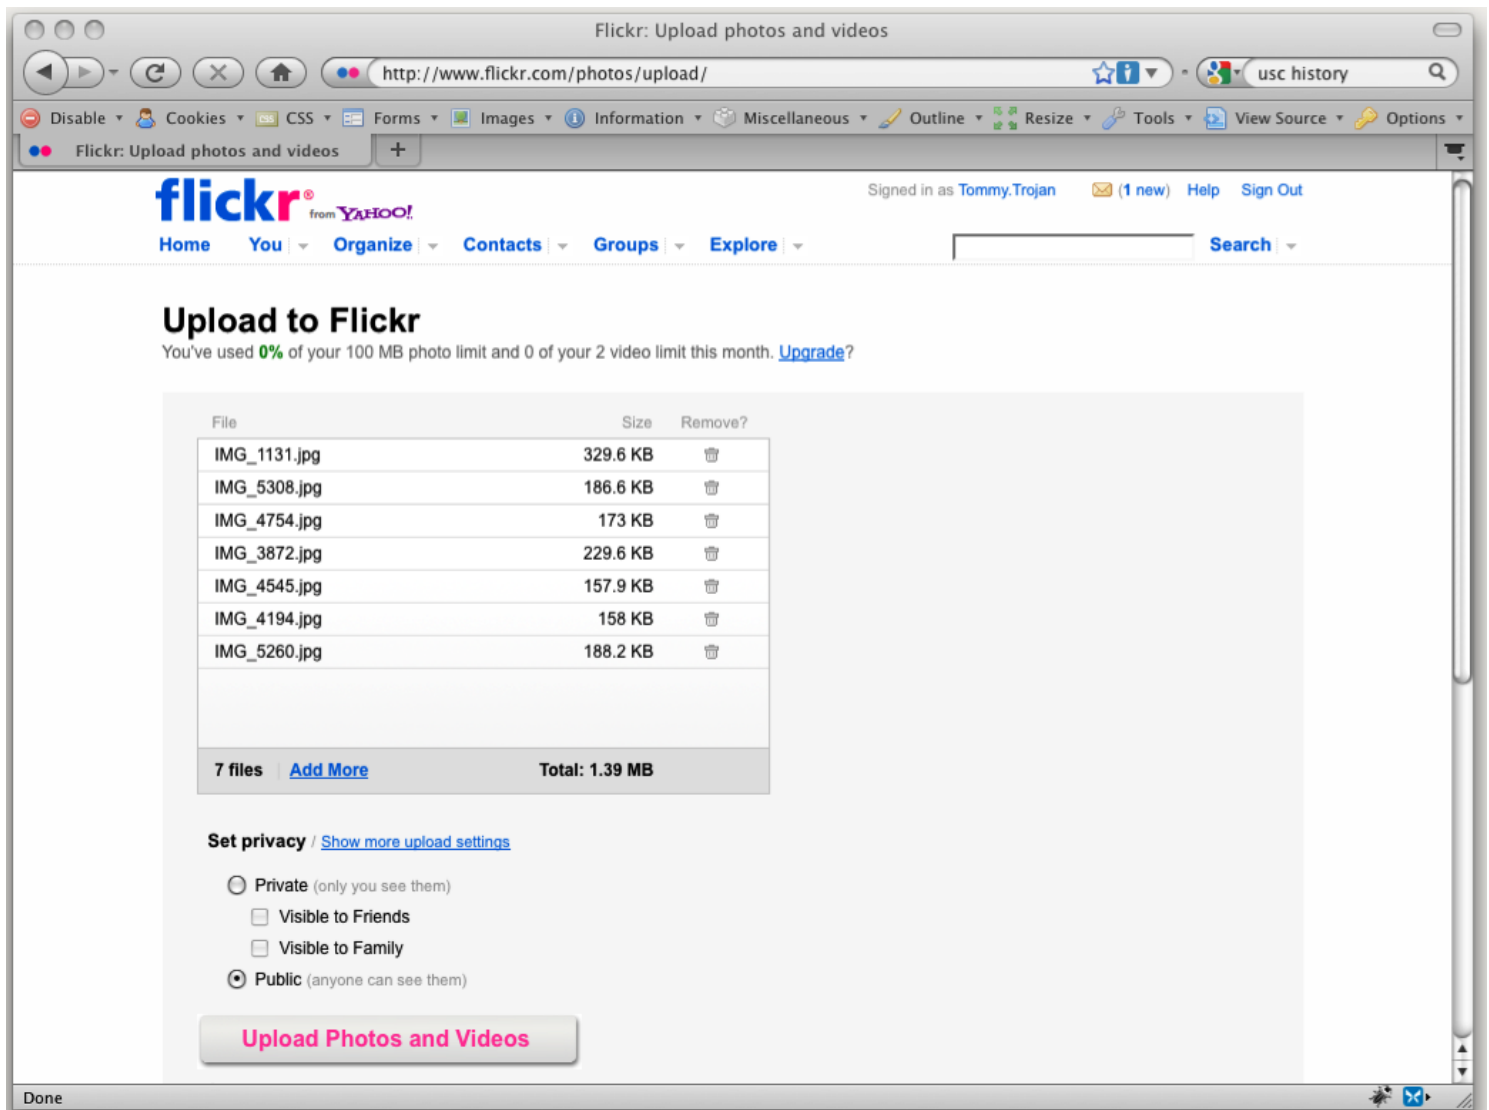 Flickr: Upload photos and videos
http://www.flickr.com/photos/upload/ usc history
Disable Cookies CSS Forms Images Information Miscellaneous Outline Resize Tools View Source Options
Flickr: Upload photos and videos +
flickr® from YAHOO! Signed in as Tommy.Trojan (1 new) Help Sign Out
Home You Organize Contacts Groups Explore Search
Upload to Flickr
You've used 0% of your 100 MB photo limit and 0 of your 2 video limit this month. Upgrade?
File Size Remove?
IMG_1131.jpg 329.6 KB
IMG_5308.jpg 186.6 KB
IMG_4754.jpg 173 KB
IMG_3872.jpg 229.6 KB
IMG_4545.jpg 157.9 KB
IMG_4194.jpg 158 KB
IMG_5260.jpg 188.2 KB
7 files Add More Total: 1.39 MB
Set privacy / Show more upload settings
Private (only you see them)
Visible to Friends
Visible to Family
Public (anyone can see them)
Upload Photos and Videos
Done